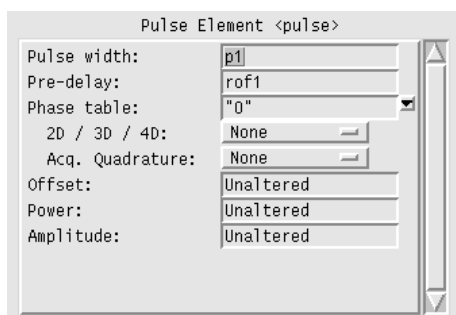 Pulse Element <pulse>
Pulse width: p1
Pre-delay: rof1
Phase table: "0"
2D / 3D / 4D: None
Acq. Quadrature: None
Offset: Unaltered
Power: Unaltered
Amplitude: Unaltered